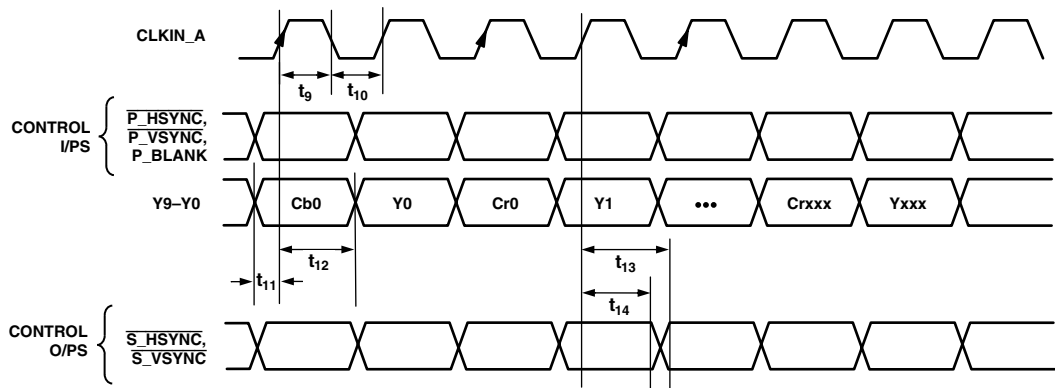 CLKIN_A
t9
t10
CONTROL
I/PS
P_HSYNC,
P_VSYNC,
P_BLANK
Y9–Y0
Cb0
Y0
Cr0
Y1
•••
Crxxx
Yxxx
t12
t13
t11
t14
CONTROL
O/PS
S_HSYNC,
S_VSYNC